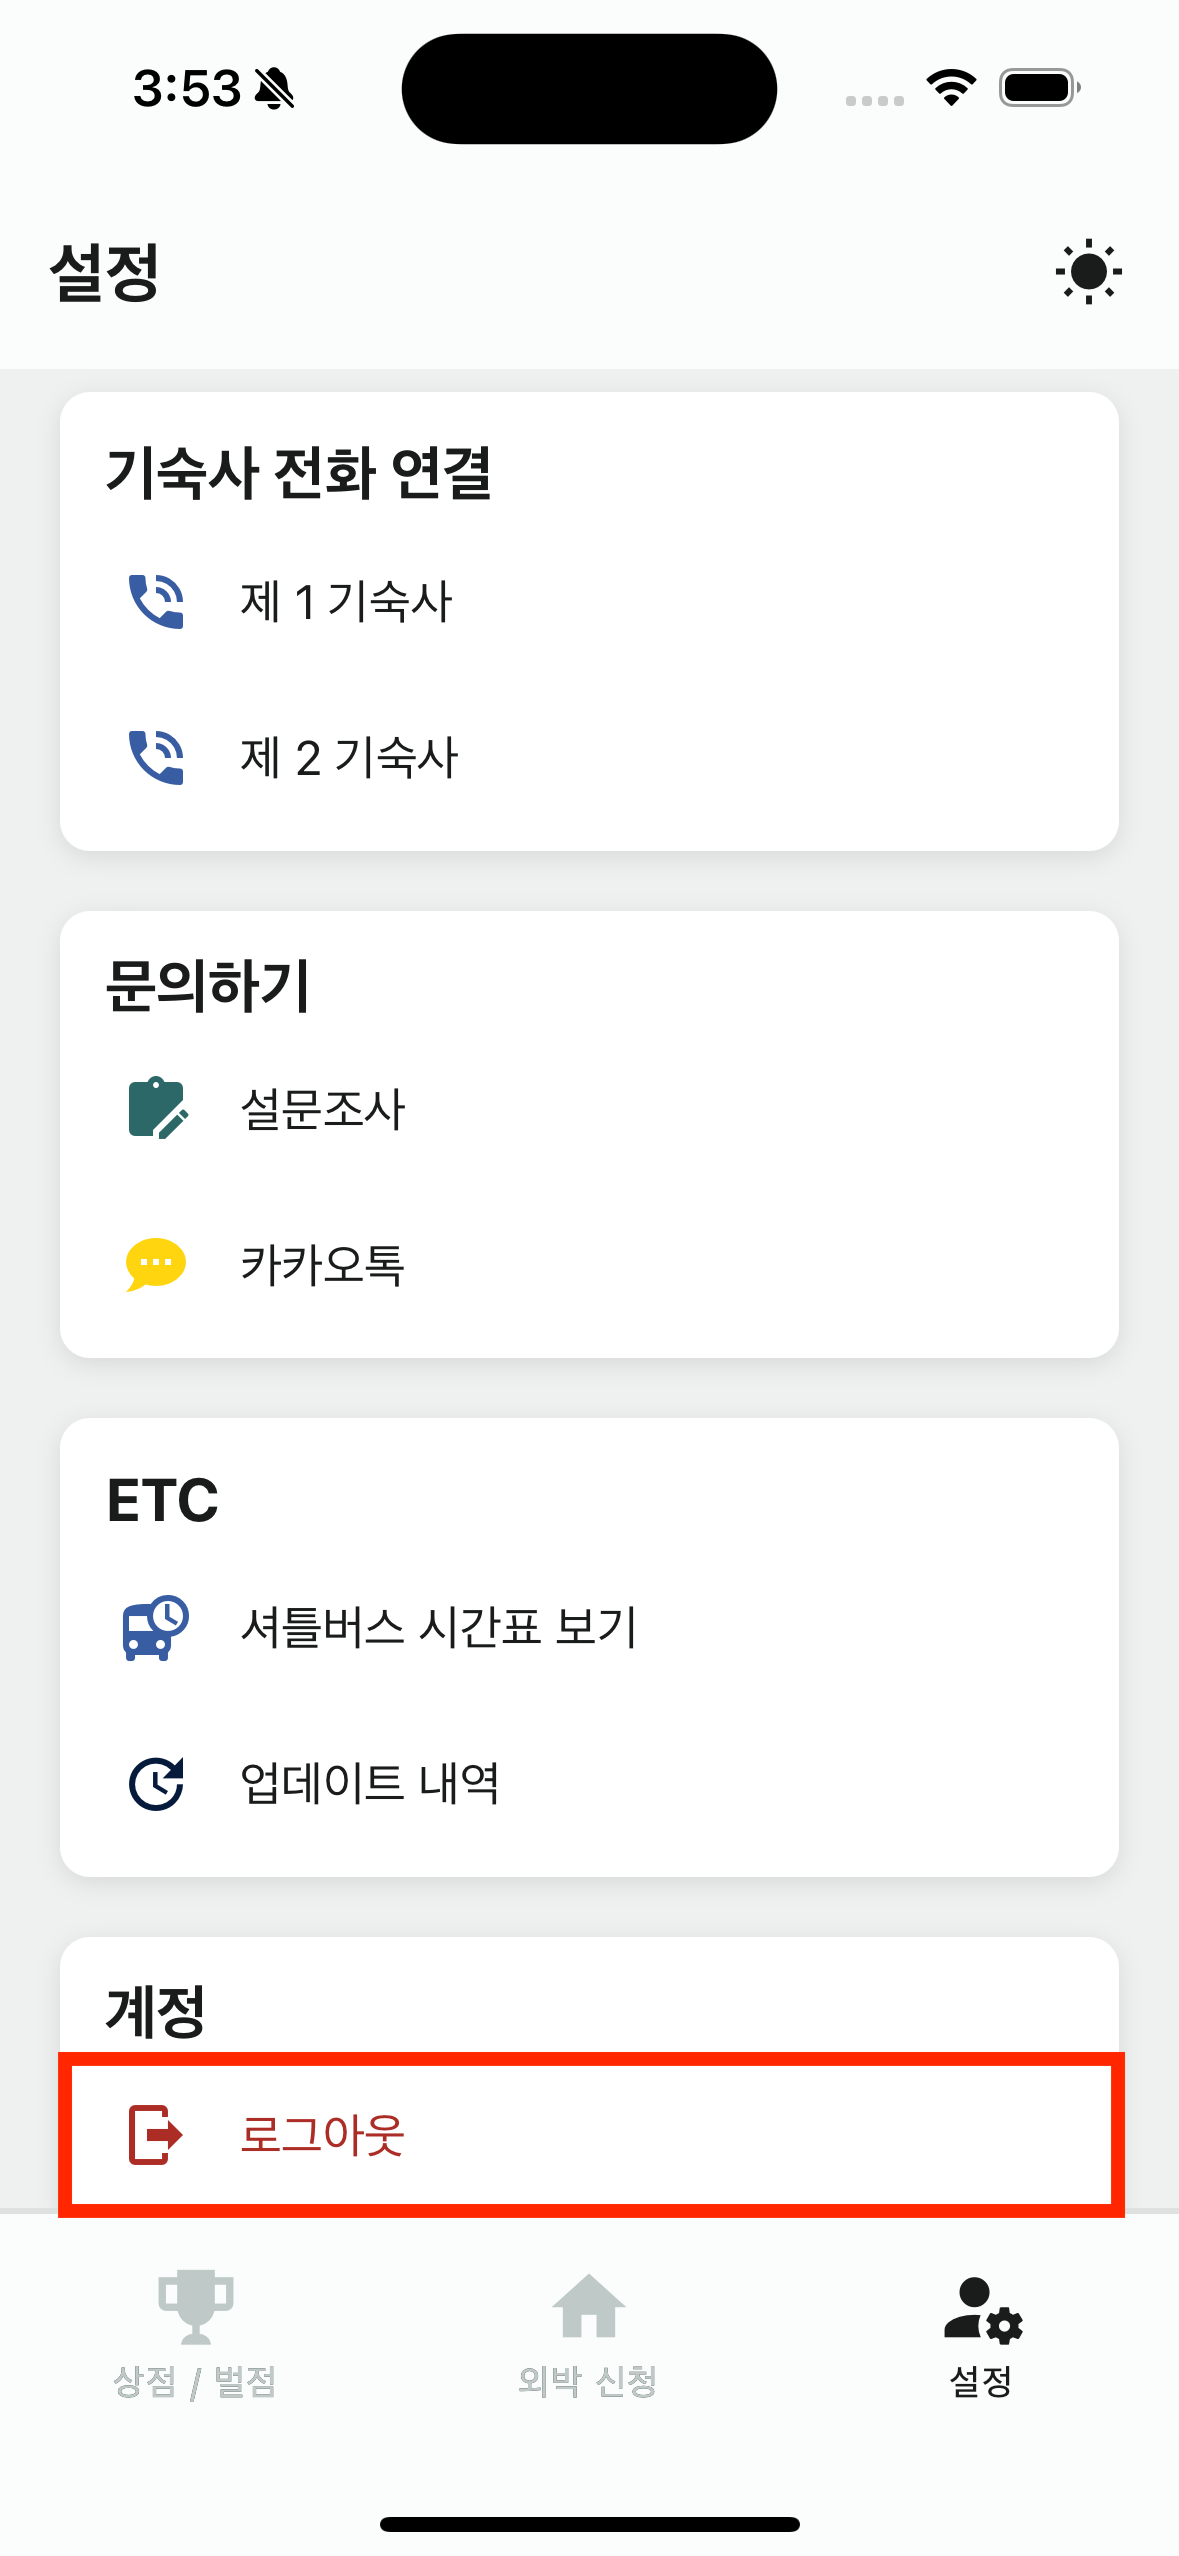 3:53
설정
기숙사 전화 연결
제 1 기숙사
제 2 기숙사
문의하기
설문조사
카카오톡
ETC
셔틀버스 시간표 보기
업데이트 내역
계정
로그아웃
상점 / 벌점
외박 신청
설정